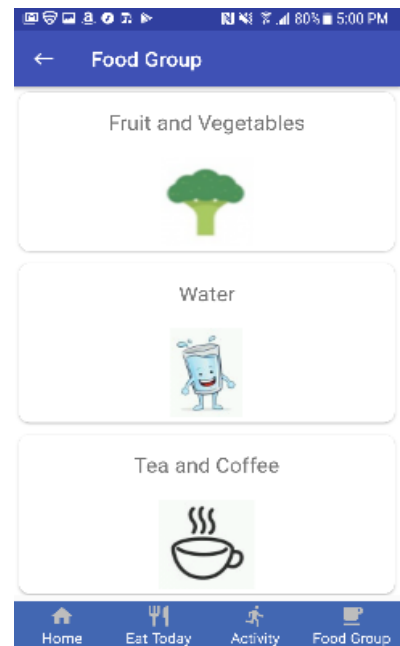 80% 5:00 PM
Food Group
Fruit and Vegetables
Water
Tea and Coffee
Home Eat Today Activity Food Group